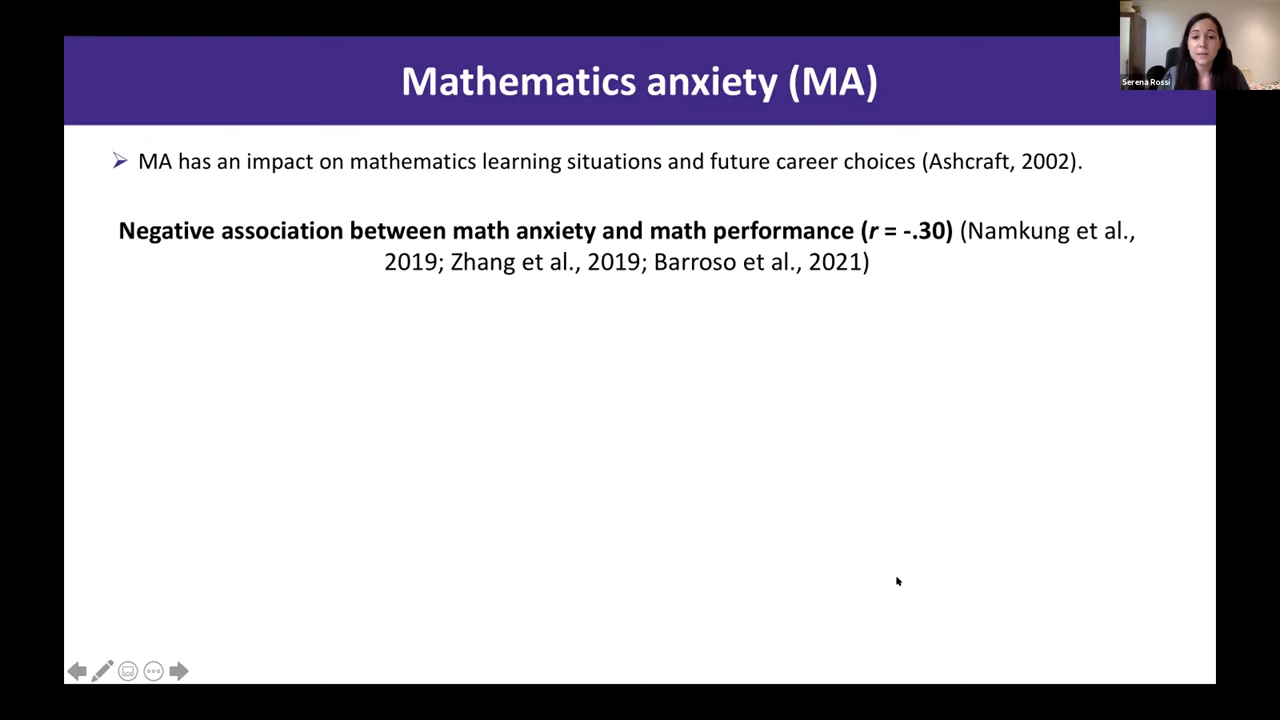 Mathematics anxiety (MA)
Serena Rossi
MA has an impact on mathematics learning situations and future career choices (Ashcraft, 2002).
Negative association between math anxiety and math performance (r = -.30) (Namkung et al.,
2019; Zhang et al., 2019; Barroso et al., 2021)